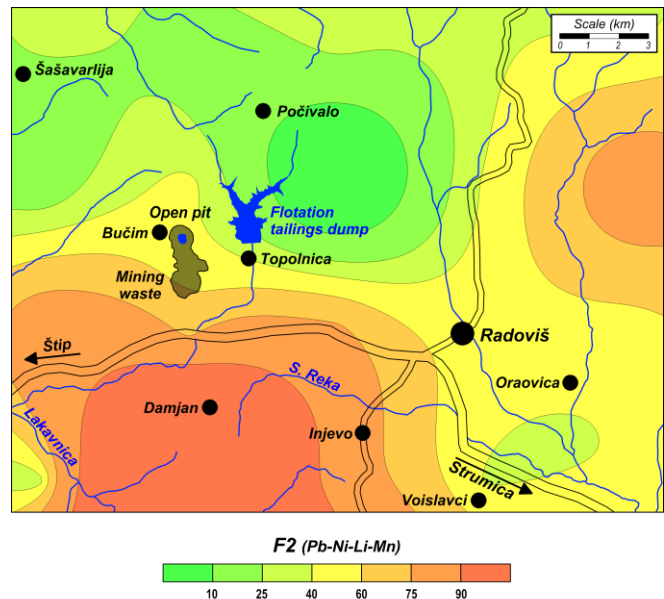 Scale (km)
0 1 2 3
Šašavarlija
Počivalo
Open pit
Bučim
Flotation
tailings dump
Topolnica
Mining
waste
Štip
Radoviš
S. Reka
Oraovica
Damjan
Lakavnica
Injevo
Strumica
Voislavci
F2 (Pb-Ni-Li-Mn)
10 25 40 60 75 90